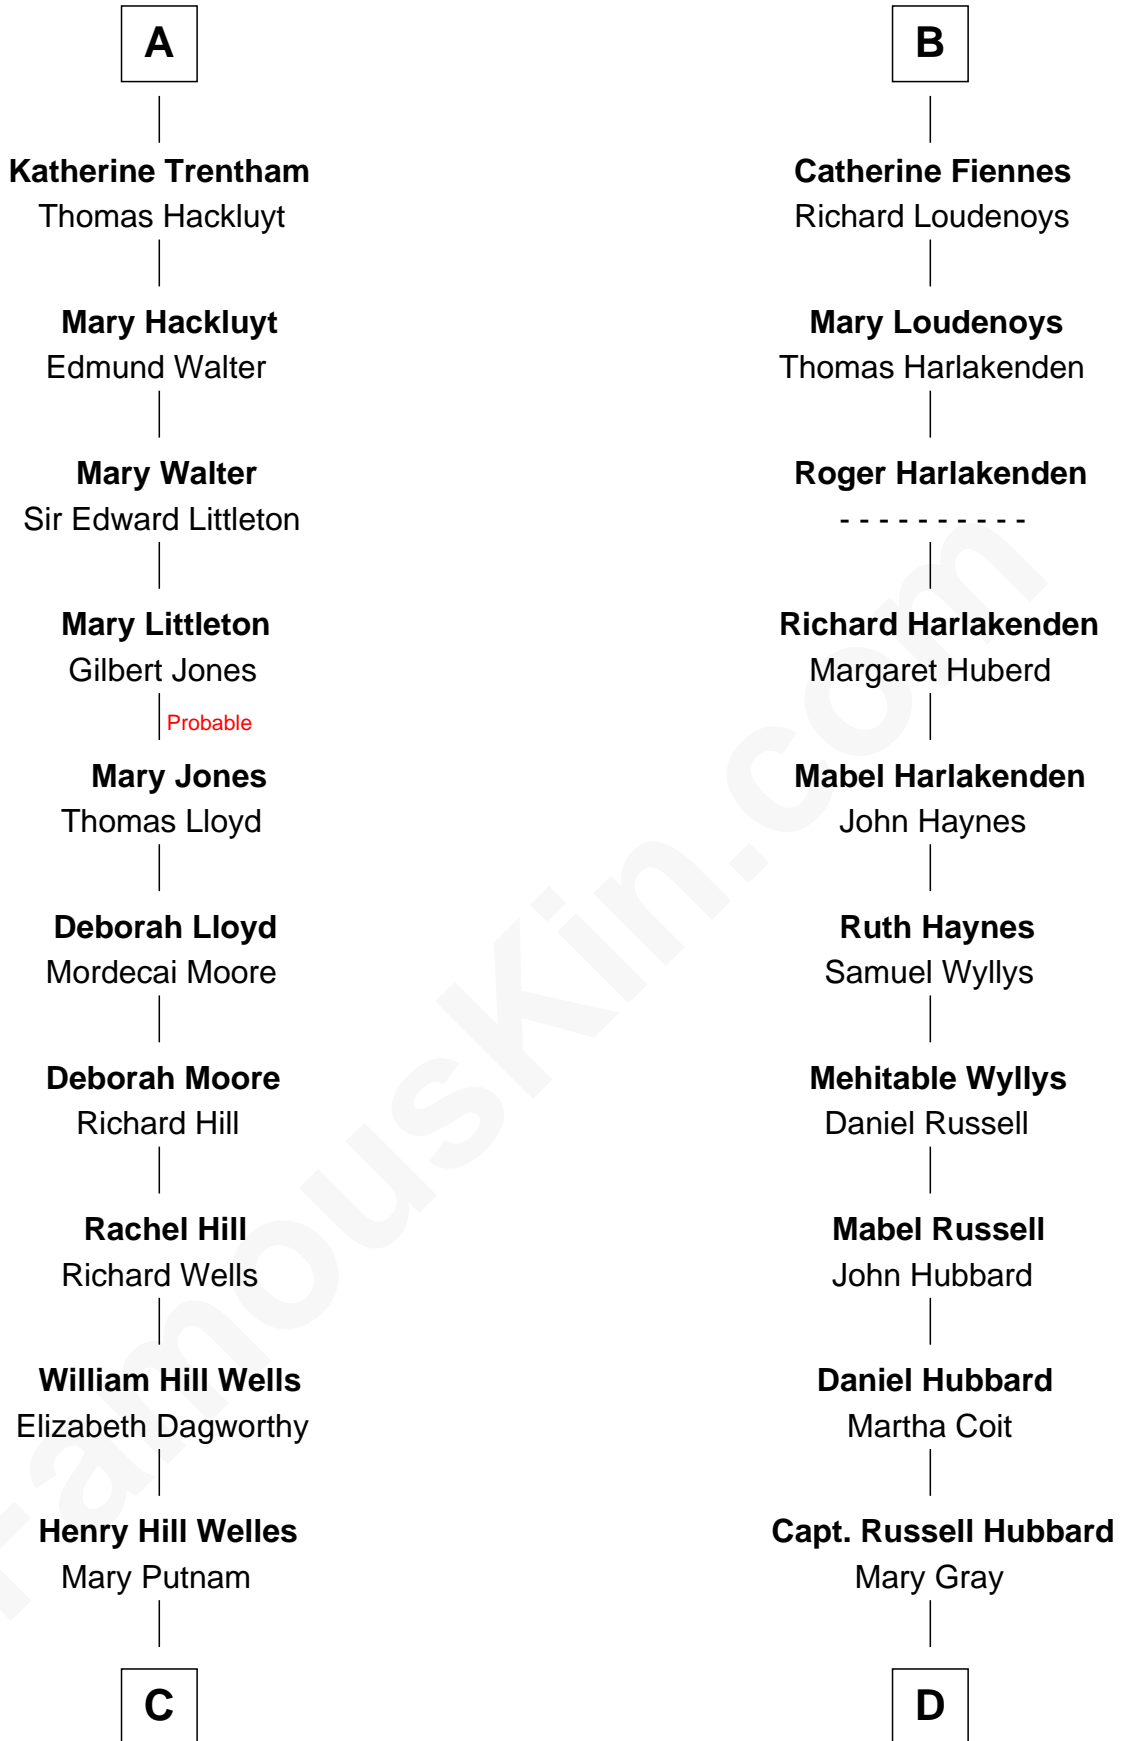 A
Katherine Trentham
Thomas Hackluyt
Mary Hackluyt
Edmund Walter
Mary Walter
Sir Edward Littleton
Mary Littleton
Gilbert Jones
Probable
Mary Jones
Thomas Lloyd
Deborah Lloyd
Mordecai Moore
Deborah Moore
Richard Hill
Rachel Hill
Richard Wells
William Hill Wells
Elizabeth Dagworthy
Henry Hill Welles
Mary Putnam
C
B
Catherine Fiennes
Richard Loudenoys
Mary Loudenoys
Thomas Harlakenden
Roger Harlakenden
- - - - - - - - - -
Richard Harlakenden
Margaret Huberd
Mabel Harlakenden
John Haynes
Ruth Haynes
Samuel Wyllys
Mehitable Wyllys
Daniel Russell
Mabel Russell
John Hubbard
Daniel Hubbard
Martha Coit
Capt. Russell Hubbard
Mary Gray
D
FamousKin.com